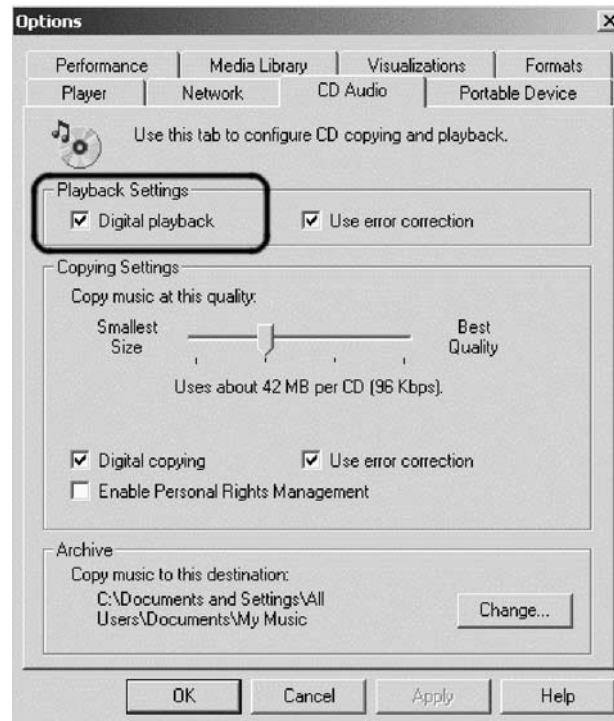 Options
Performance Media Library Visualizations Formats
Player Network CD Audio Portable Device
Use this tab to configure CD copying and playback.
Playback Settings
Digital playback Use error correction
Copying Settings
Copy music at this quality:
Smallest Best
Size Quality
Uses about 42 MB per CD (96 Kbps).
Digital copying Use error correction
Enable Personal Rights Management
Archive
Copy music to this destination:
C:\Documents and Settings\All
Users\Documents\My Music
Change...
OK Cancel Apply Help